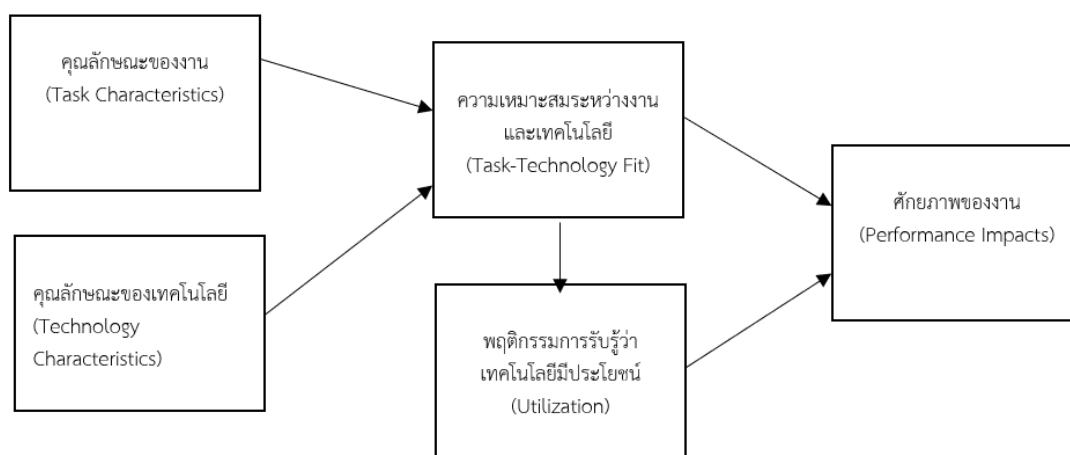 คุณลักษณะของงาน
(Task Characteristics)
คุณลักษณะของเทคโนโลยี
(Technology
Characteristics)
ความเหมาะสมระหว่างงาน
และเทคโนโลยี
(Task-Technology Fit)
พฤติกรรมการรับรู้ว่า
เทคโนโลยีมีประโยชน์
(Utilization)
ศักยภาพของงาน
(Performance Impacts)